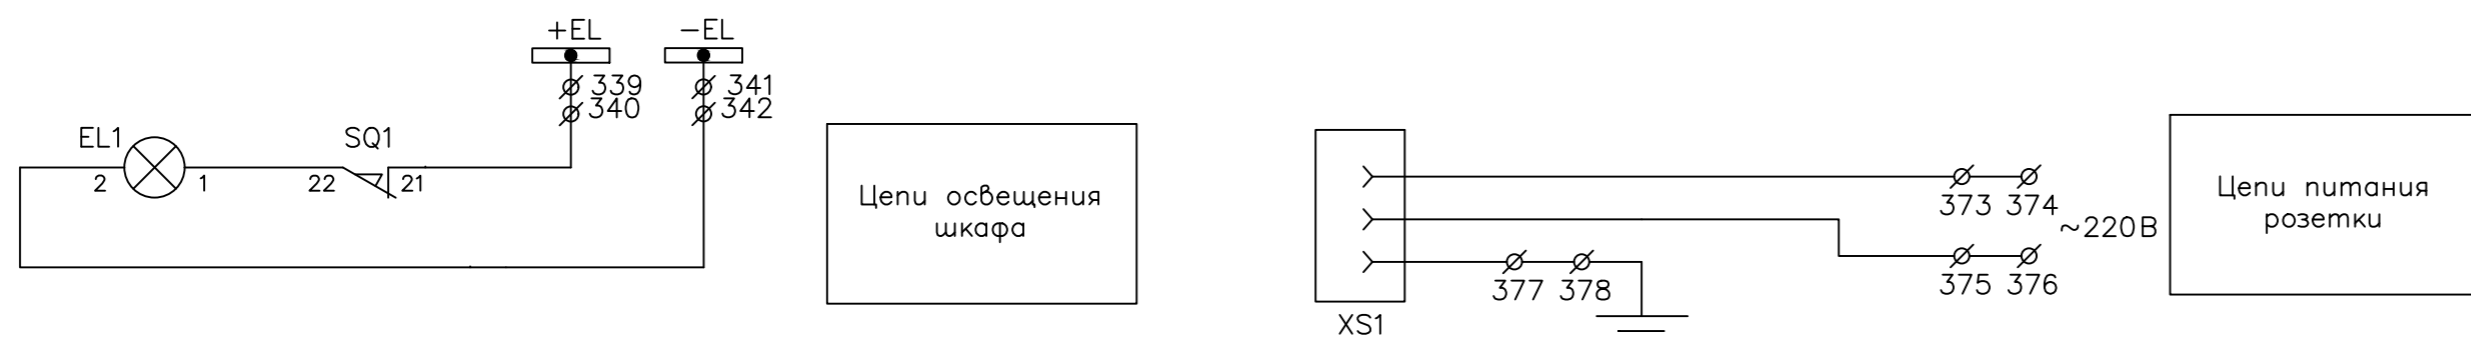 +EL
-EL
339
341
340
342
EL1
SQ1
2
1
22
21
Цепи освещения
шкафа
373 374
~220В
375 376
377 378
XS1
Цепи питания
розетки